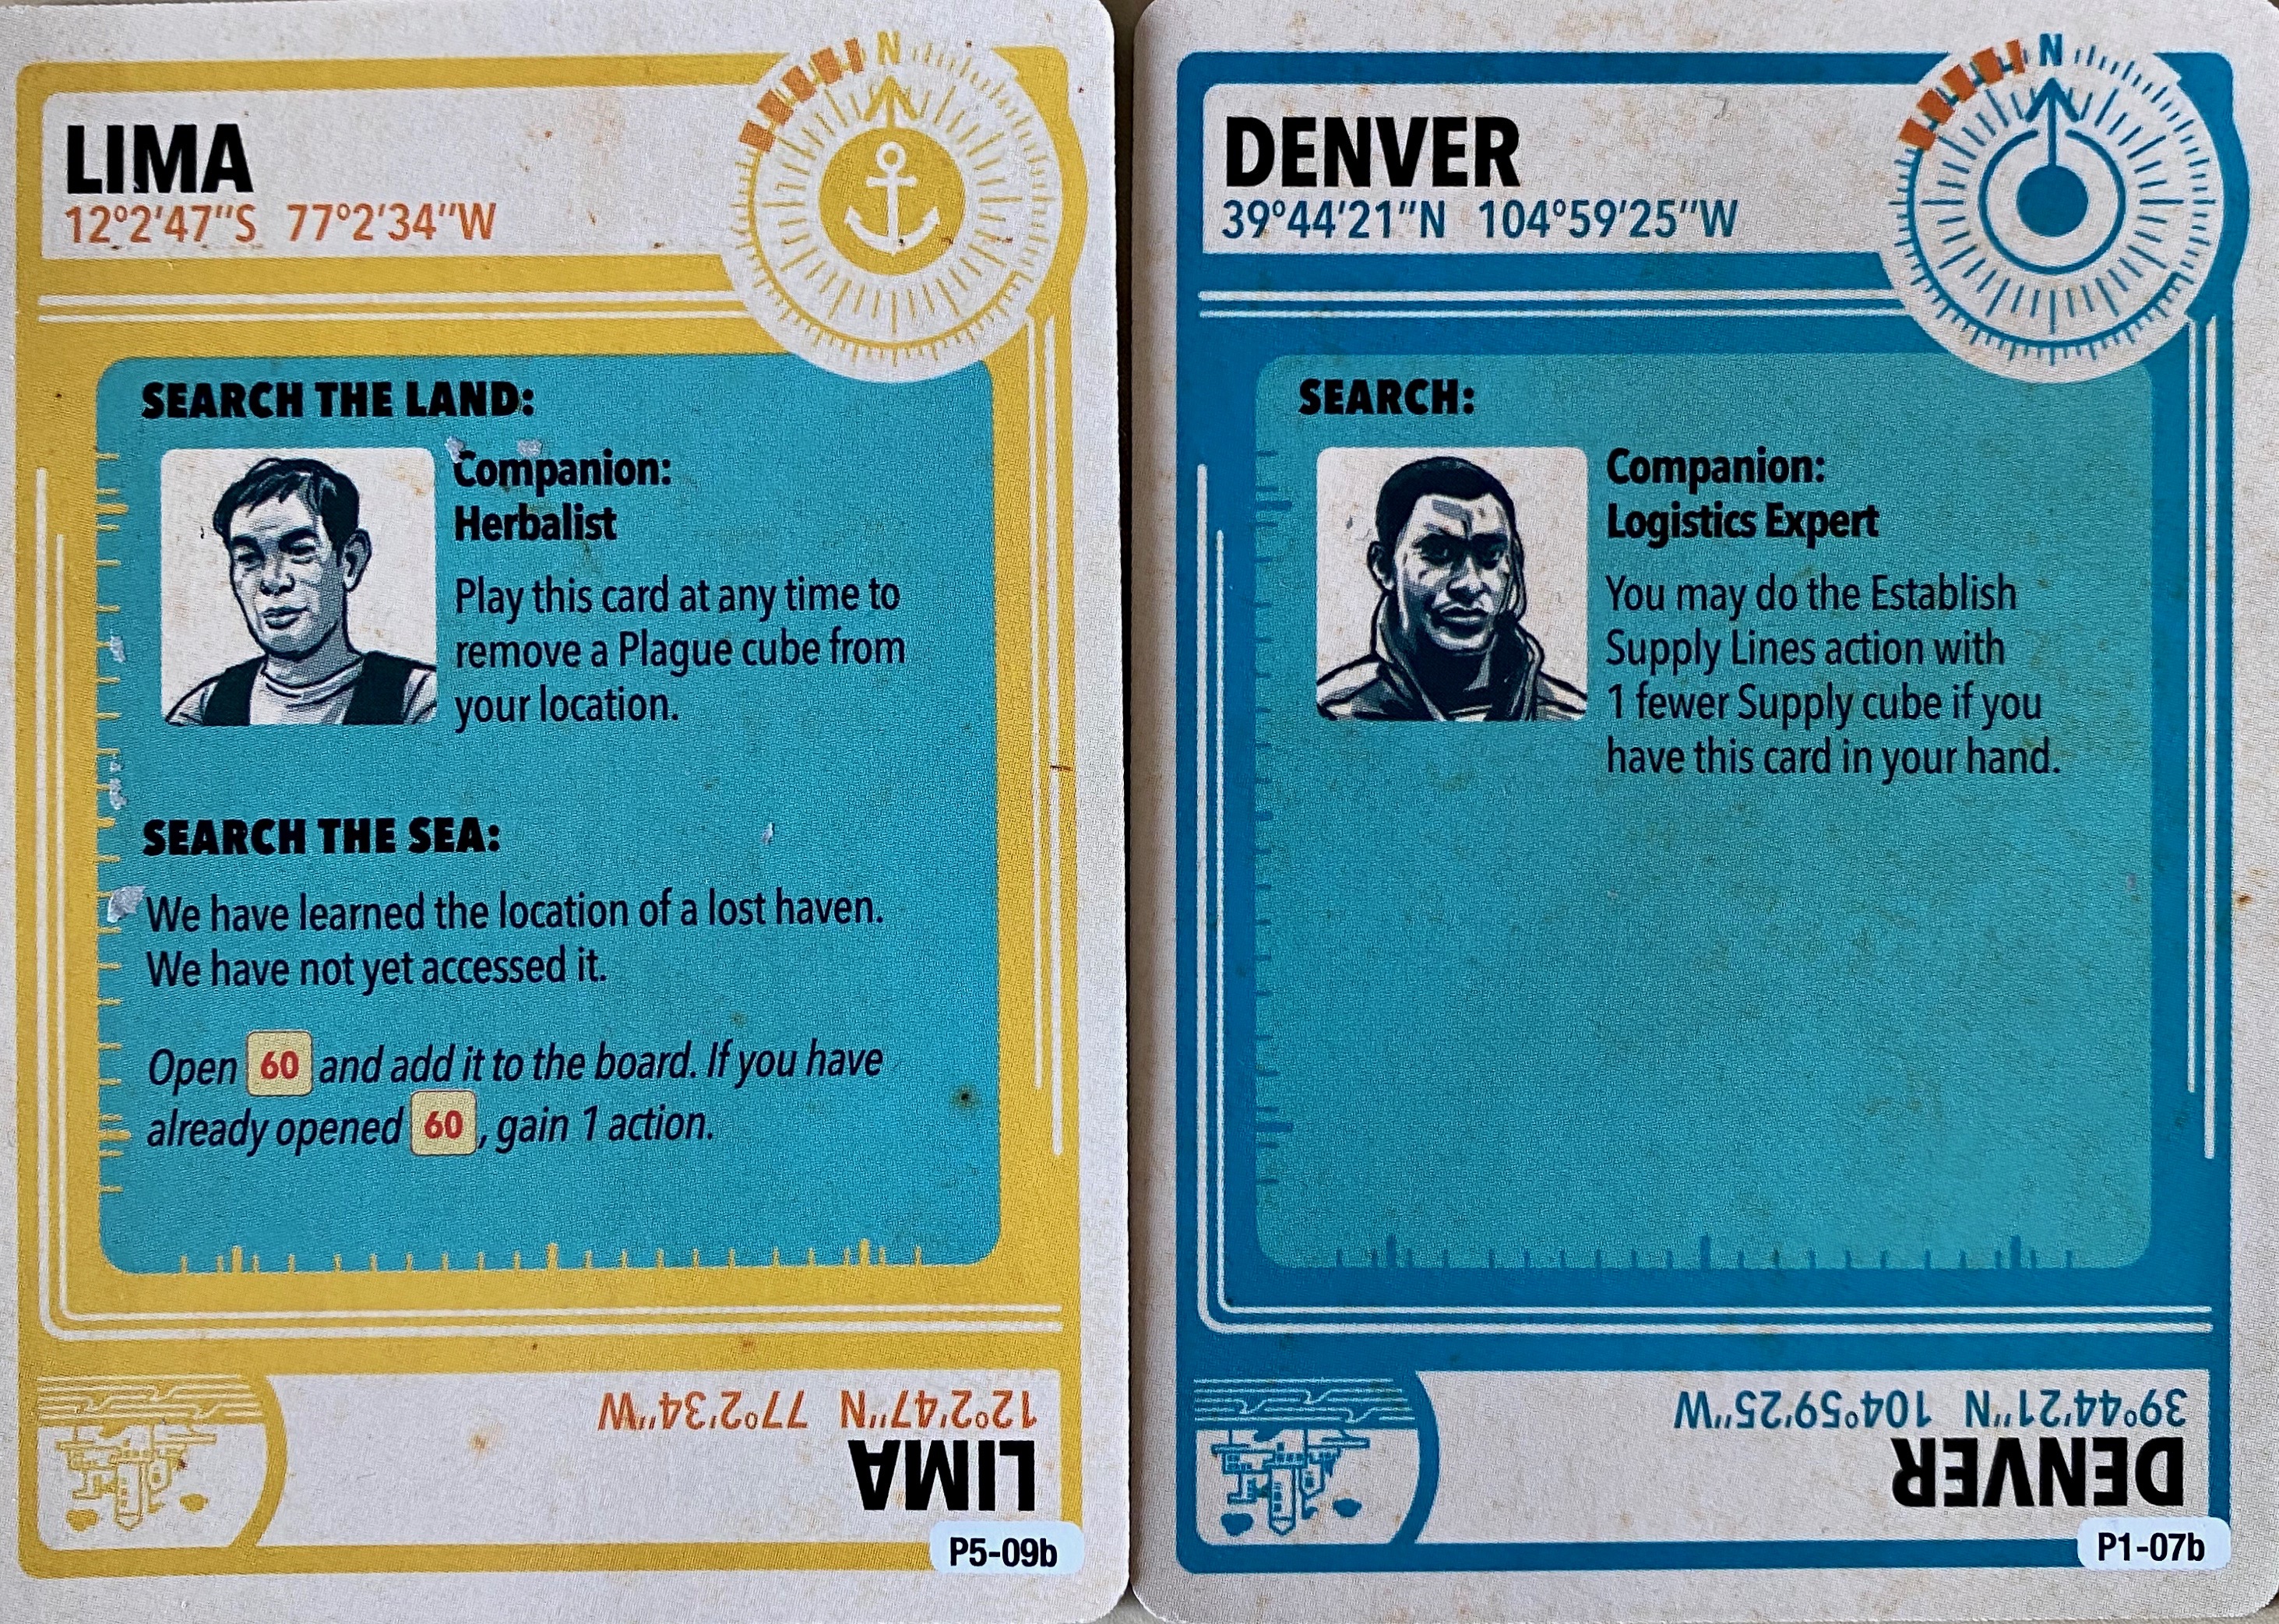 N
LIMA
12°2'47"S 77°2'34"W
SEARCH THE LAND:
Companion:
Herbalist
Play this card at any time to
remove a Plague cube from
your location.
SEARCH THE SEA:
We have learned the location of a lost haven.
We have not yet accessed it.
Open 60 and add it to the board. If you have
already opened 60, gain 1 action.
LIMA
12°2'47"N 77°2'34"W
P5-09b
N
DENVER
39°44'21"N 104°59'25"W
SEARCH:
Companion:
Logistics Expert
You may do the Establish
Supply Lines action with
1 fewer Supply cube if you
have this card in your hand.
DENVER
39°44'21"N 104°59'25"W
P1-07b